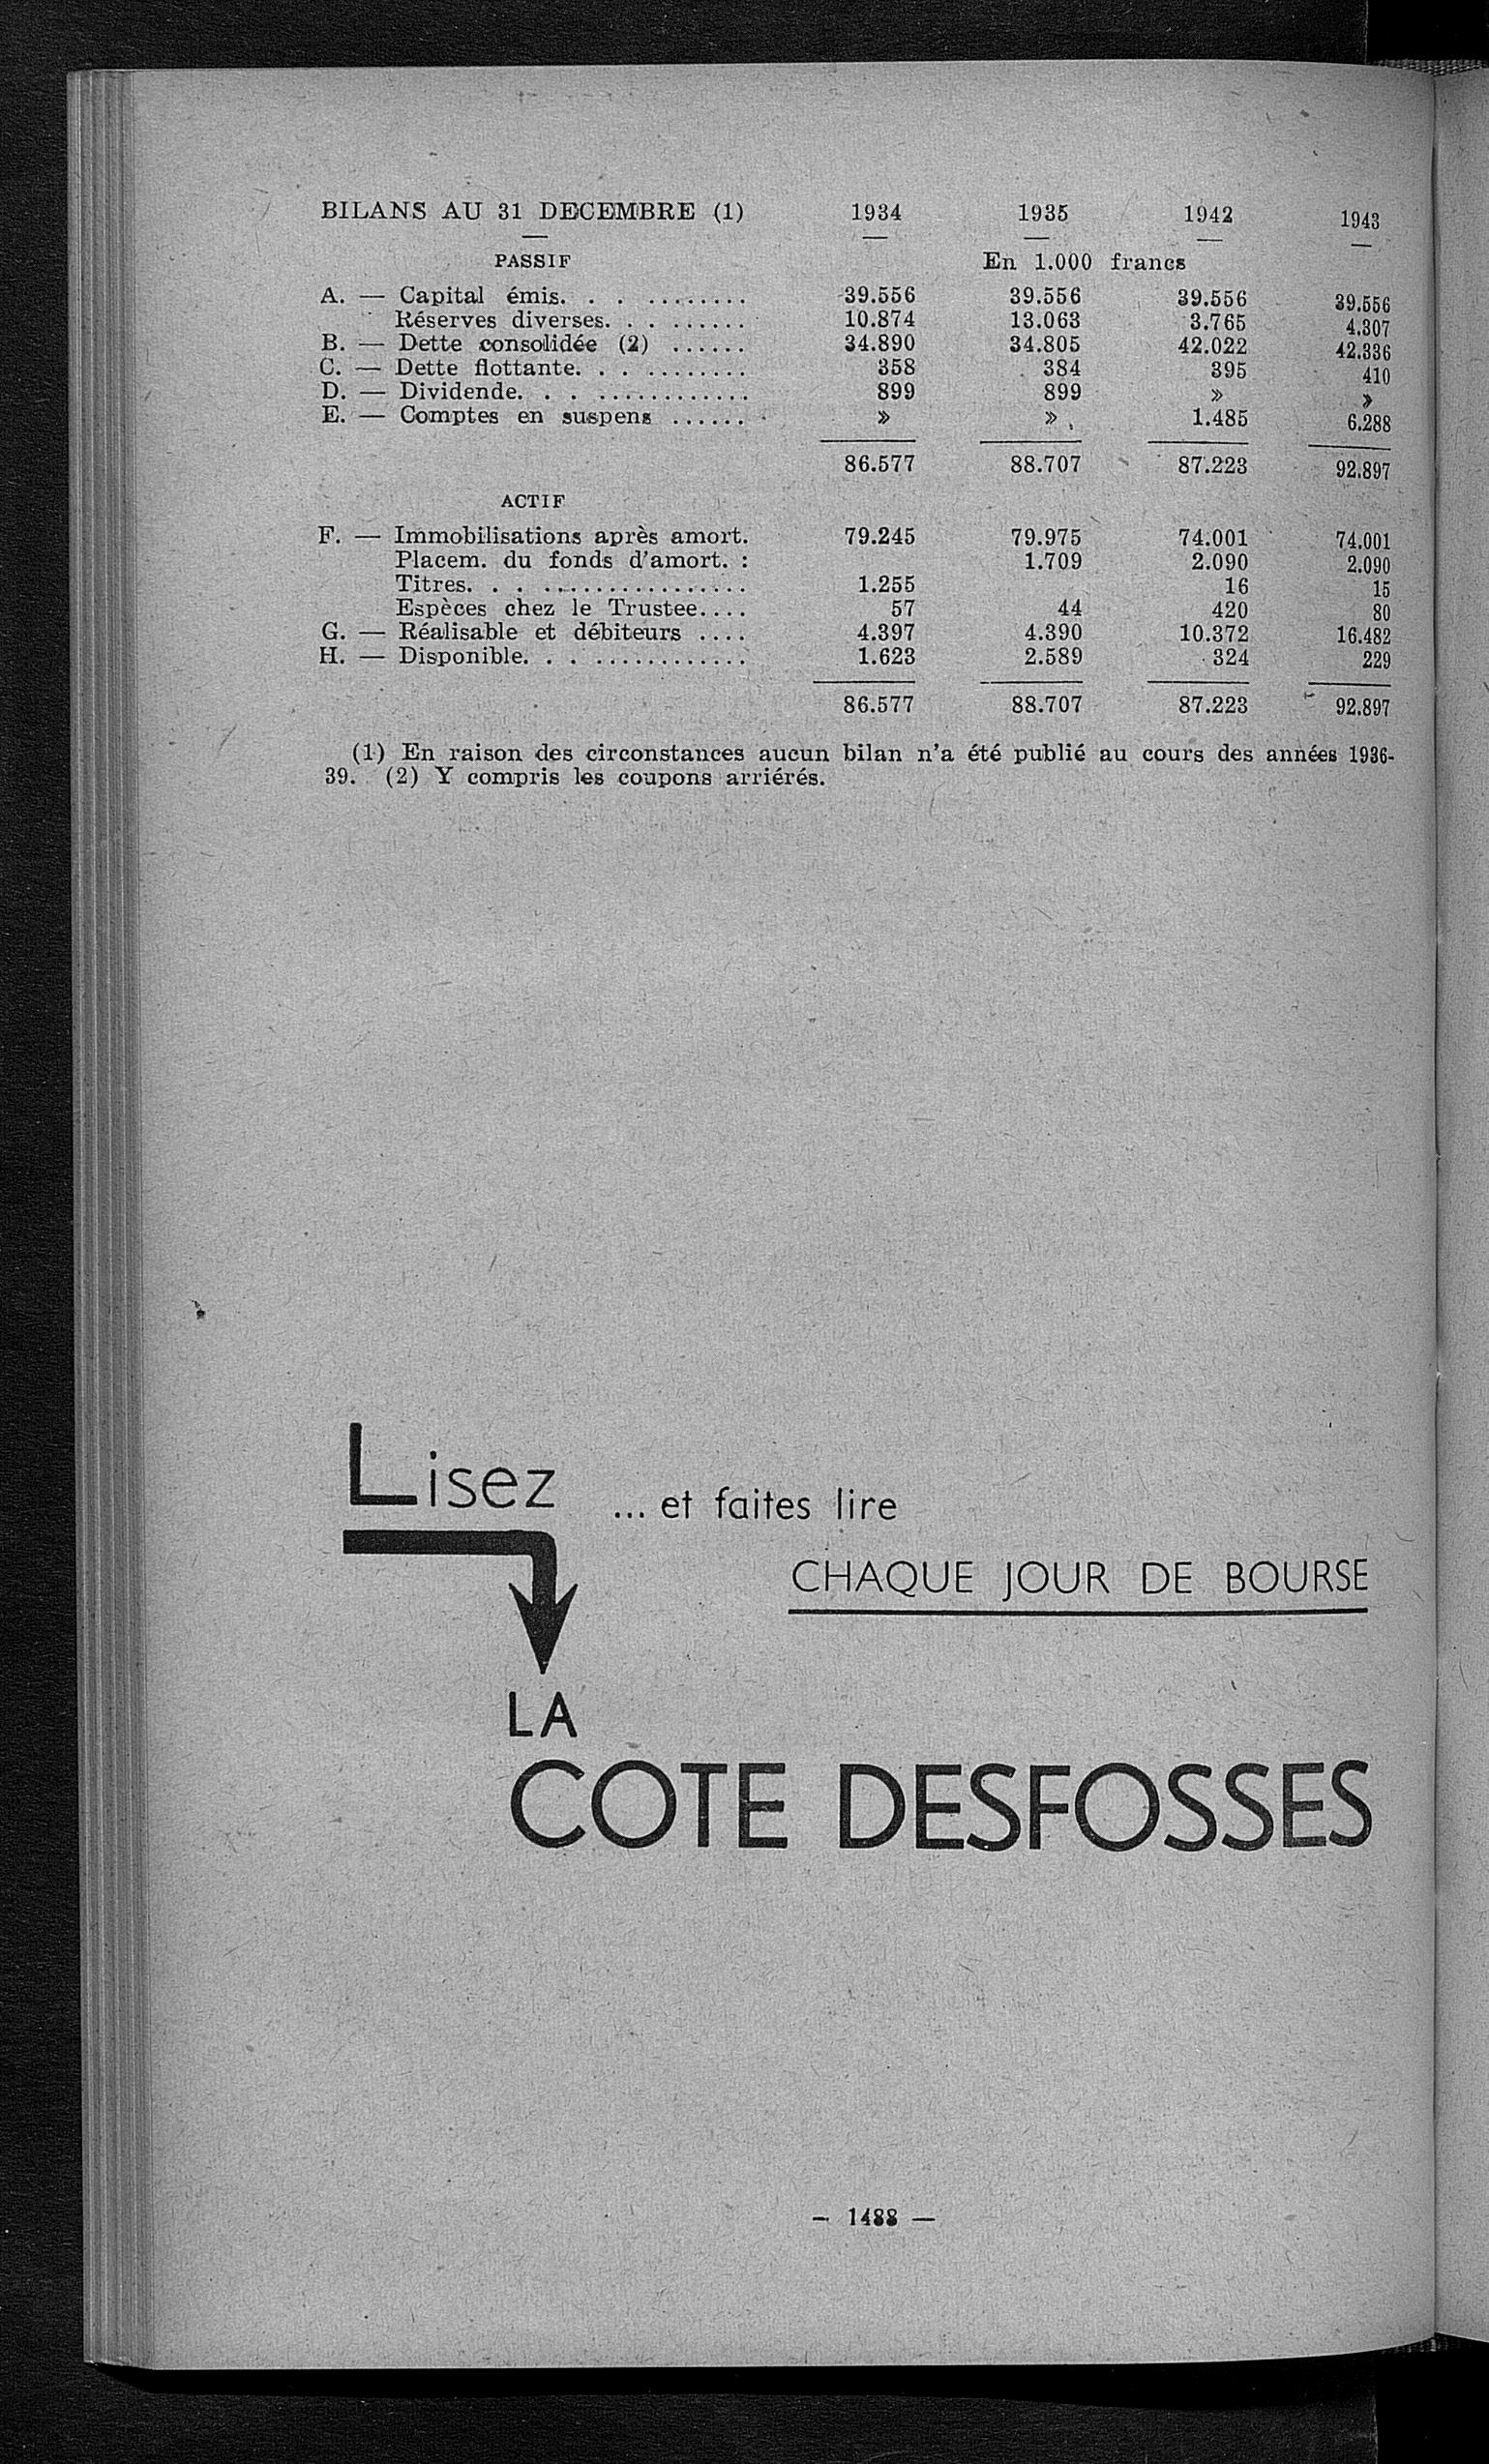 BILANS AU 31 DECEMBRE (1) 1934 1935 1942 1943
PASSIF En 1.000 francs
A. — Capital émis. . . ......... 39.556 39.556 39.556 39.556
Réserves diverses. . . ........ 10.874 13.063 3.765 4.307
B. — Dette consolidée (2) ...... 34.890 34.805 42.022 42.336
C. — Dette flottante. . . ......... 358 384 395 410
D. — Dividende. . . ............. 899 899 » »
E. — Comptes en suspens ...... » » 1.485 6.288
86.577 88.707 87.223 92.897
ACTIF
F. — Immobilisations après amort. 79.245 79.975 74.001 74.001
Placem. du fonds d'amort. : 1.709 2.090 2.090
Titres. . . ................. 1.255 16 15
Espèces chez le Trustee.... 57 44 420 80
G. — Réalisable et débiteurs .... 4.397 4.390 10.372 16.482
H. — Disponible. . . ............. 1.623 2.589 324 229
86.577 88.707 87.223 92.897
(1) En raison des circonstances aucun bilan n'a été publié au cours des années 1936-
39. (2) Y compris les coupons arriérés.
Lisez
... et faites lire
CHAQUE JOUR DE BOURSE
LA
COTE DESFOSSES
— 1488 —